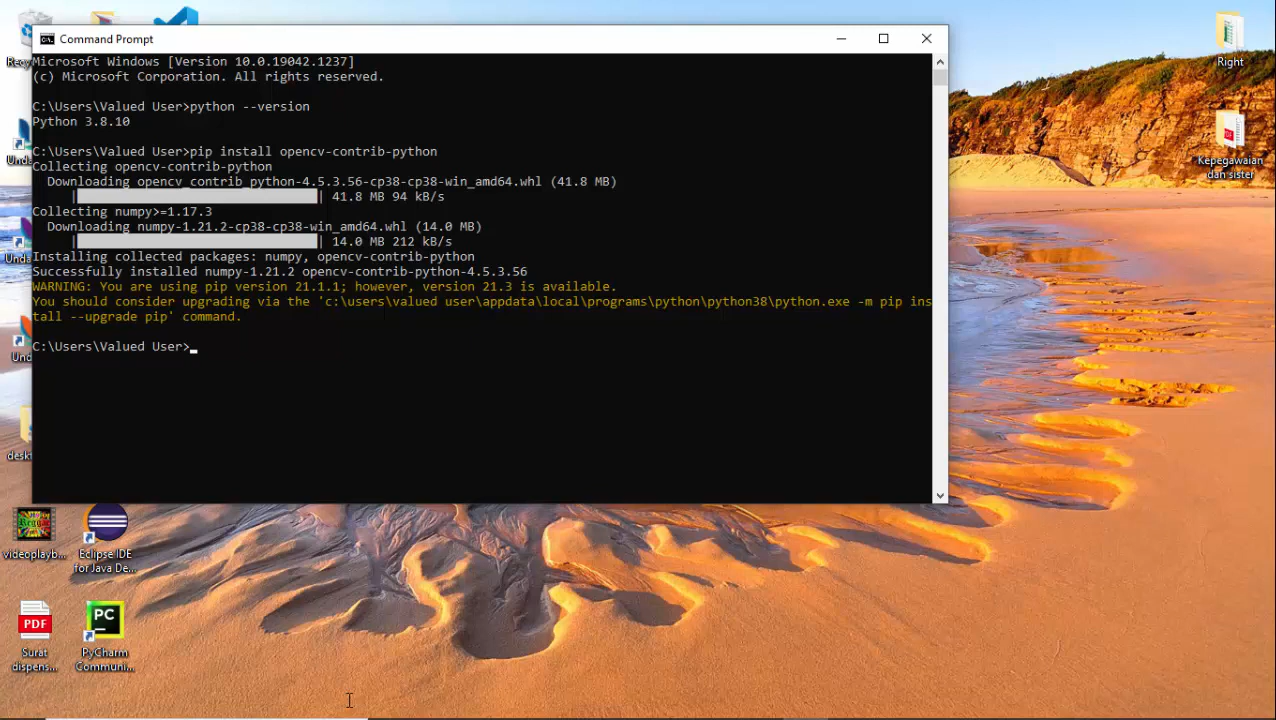 Command Prompt
Microsoft Windows [Version 10.0.19042.1237]
(c) Microsoft Corporation. All rights reserved.
C:\Users\Valued User>python --version
Python 3.8.10
C:\Users\Valued User>pip install opencv-contrib-python
Collecting opencv-contrib-python
Downloading opencv_contrib_python-4.5.3.56-cp38-cp38-win_amd64.whl (41.8 MB)
| | 41.8 MB 94 kB/s
Collecting numpy>=1.17.3
Downloading numpy-1.21.2-cp38-cp38-win_amd64.whl (14.0 MB)
| | 14.0 MB 212 kB/s
Installing collected packages: numpy, opencv-contrib-python
Successfully installed numpy-1.21.2 opencv-contrib-python-4.5.3.56
WARNING: You are using pip version 21.1.1; however, version 21.3 is available.
You should consider upgrading via the 'c:\users\valued user\appdata\local\programs\python\python38\python.exe -m pip ins
tall --upgrade pip' command.
C:\Users\Valued User>
Right
Kepegawaian
dan sister
videoplayb...
Eclipse IDE
for Java De...
PDF
Surat
dispens...
PC
PyCharm
Communi...